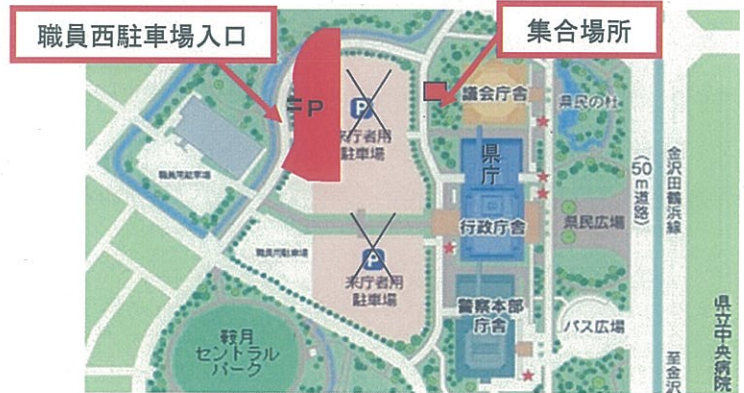 職員西駐車場入口
集合場所
P
P
来庁者用
駐車場
議会庁舎
県民の杜
職員用駐車場
県庁
行政庁舎
県民広場
(50m道路)
金沢田鶴浜線
職員用駐車場
P
来庁者用
駐車場
警察本部
庁舎
バス広場
鞍月
セントラル
パーク
県立中央病院
至金沢